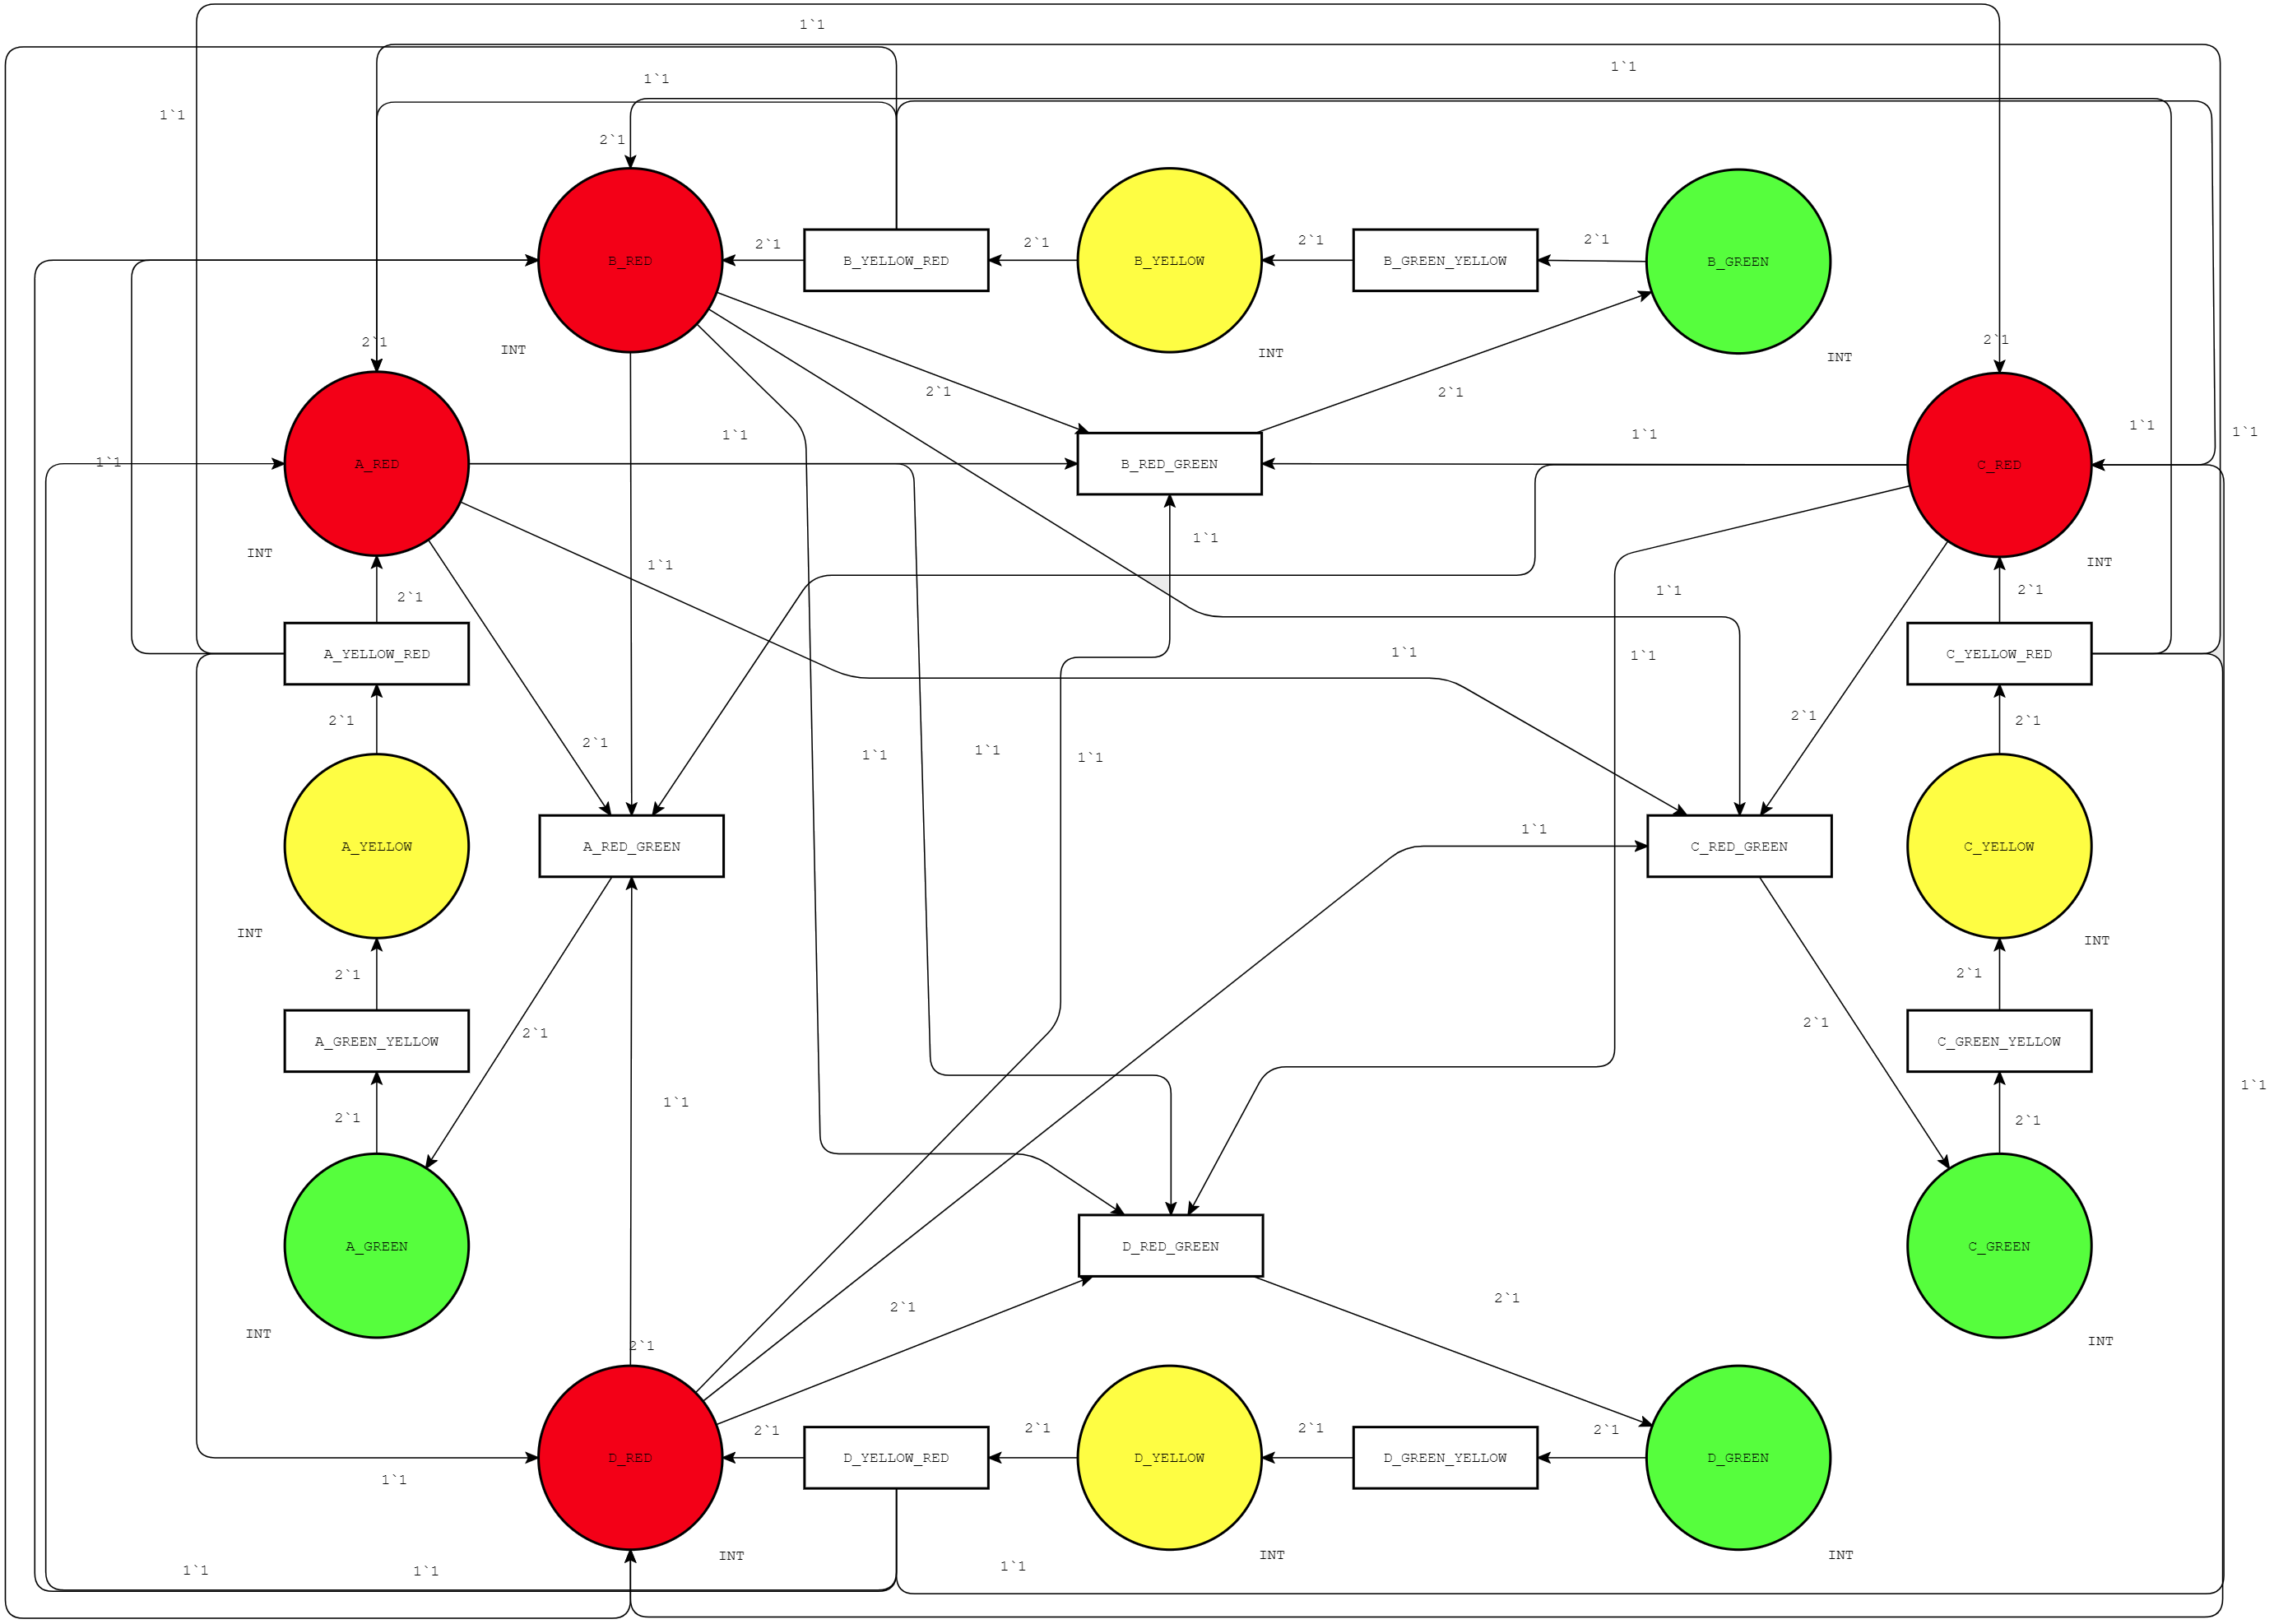 1`1
1`1
1`1
1`1
2`1
2`1
2`1
2`1
2`1
B_RED
B_YELLOW_RED
B_YELLOW
B_GREEN_YELLOW
B_GREEN
2`1
INT
INT
INT
2`1
2`1
2`1
1`1
1`1
1`1
1`1
1`1
A_RED
B_RED_GREEN
C_RED
1`1
INT
1`1
INT
2`1
1`1
2`1
A_YELLOW_RED
1`1
1`1
C_YELLOW_RED
2`1
2`1
2`1
2`1
1`1
1`1
1`1
1`1
A_YELLOW
A_RED_GREEN
C_RED_GREEN
C_YELLOW
INT
INT
2`1
2`1
2`1
2`1
A_GREEN_YELLOW
C_GREEN_YELLOW
1`1
1`1
2`1
2`1
A_GREEN
D_RED_GREEN
C_GREEN
2`1
2`1
INT
2`1
INT
2`1
2`1
2`1
2`1
D_RED
D_YELLOW_RED
D_YELLOW
D_GREEN_YELLOW
D_GREEN
1`1
INT
INT
INT
1`1
1`1
1`1